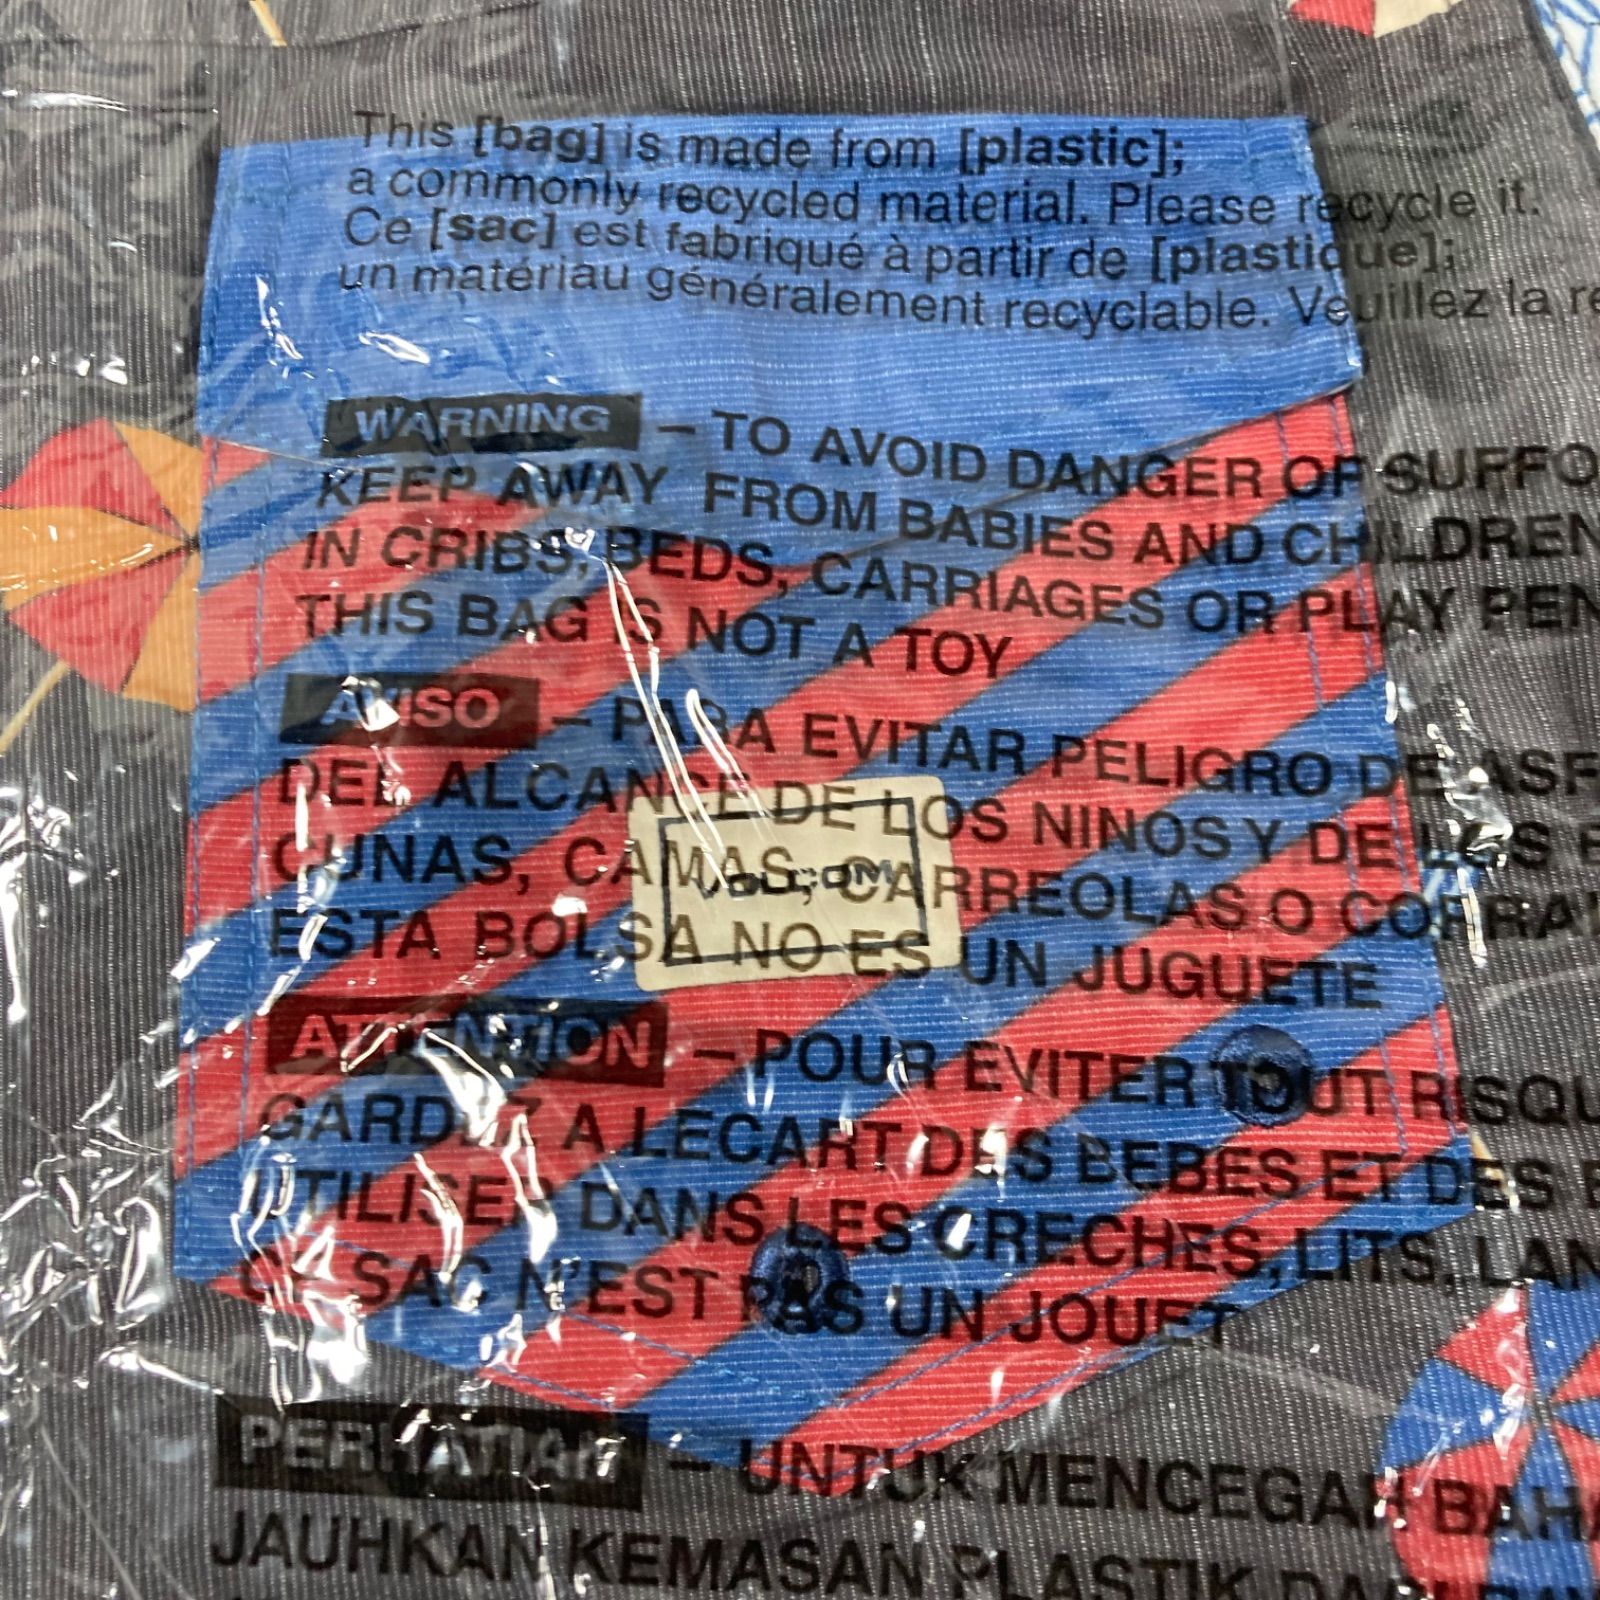 This [bag] is made from [plastic];
a commonly recycled material. Please recycle it.
Ce [sac] est fabriqué à partir de [plastique];
un matériau généralement recyclable. Veuillez la
WARNING – TO AVOID DANGER OF
KEEP AWAY FROM BABIES AND CHILDREN
IN CRIBS, BEDS, CARRIAGES OR PLAY
THIS BAG IS NOT A TOY
AVISO – PARA EVITAR PELIGRO DE
DEL ALCANCE DE LOS NINOS Y DE LOS
CUNAS, CAMAS, CARREOLAS O
VOLCOM
ESTA BOLSA NO ES UN JUGUETE
ATTENTION – POUR EVITER TOUT
GARDEZ A LECART DES BEBES ET DES
UTILISER DANS LES CRECHES, LITS,
CE SAC N'EST PAS UN JOUET
PERHATIAN – UNTUK MENCEGAH
JAUHKAN KEMASAN PLASTIK DARI